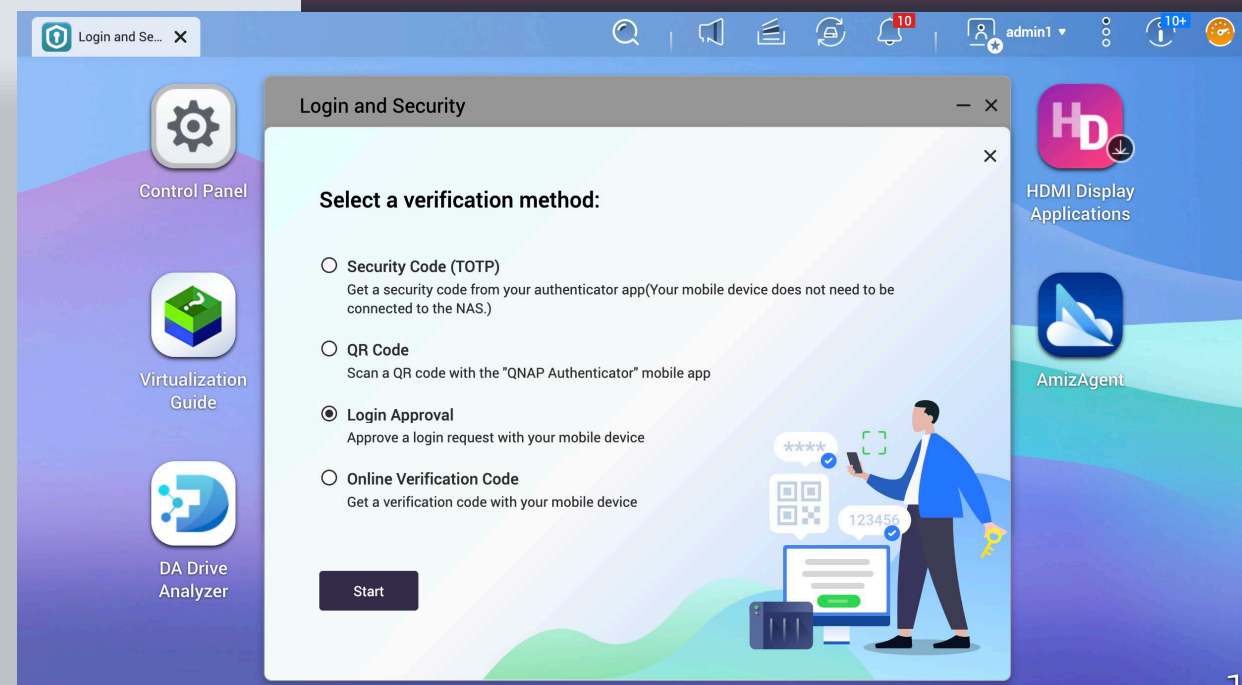 Login and Se...
10
admin1
10+
Control Panel
Virtualization
Guide
DA Drive
Analyzer
Login and Security
Select a verification method:
Security Code (TOTP)
Get a security code from your authenticator app(Your mobile device does not need to be
connected to the NAS.)
QR Code
Scan a QR code with the "QNAP Authenticator" mobile app
Login Approval
Approve a login request with your mobile device
Online Verification Code
Get a verification code with your mobile device
Start
****
123456
HD
HDMI Display
Applications
AmizAgent